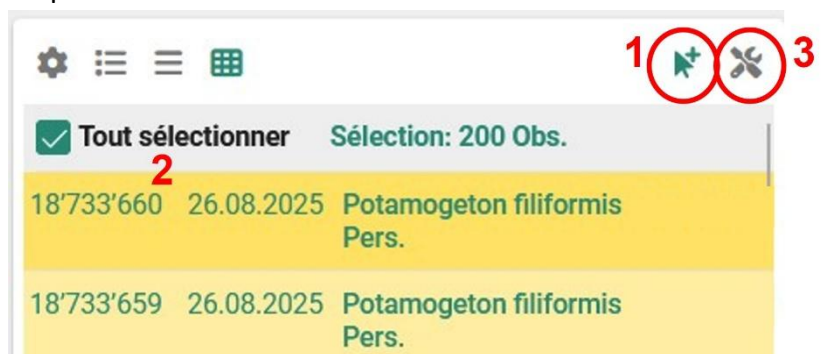 1
3
Tout sélectionner Sélection: 200 Obs.
2
18'733'660 26.08.2025 Potamogeton filiformis
Pers.
18'733'659 26.08.2025 Potamogeton filiformis
Pers.